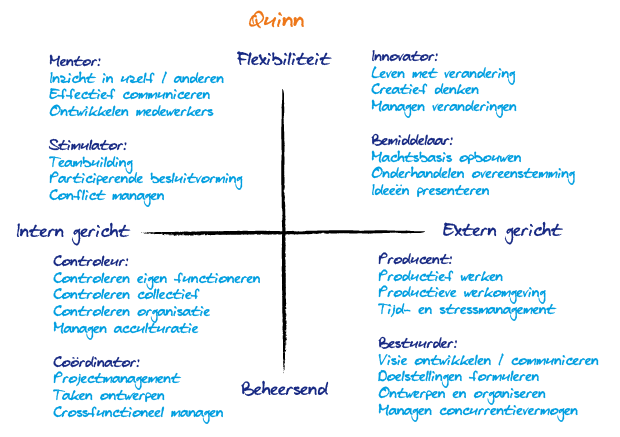 Quinn
Flexibiliteit
Mentor:
Inzicht in uzelf / anderen
Effectief communiceren
Ontwikkelen medewerkers
Stimulator:
Teambuilding
Participerende besluitvorming
Conflict managen
Innovator:
Leven met verandering
Creatief denken
Managen veranderingen
Bemiddelaar:
Machtsbasis opbouwen
Onderhandelen overeenstemming
Ideeën presenteren
Intern gericht
Extern gericht
Controleur:
Controleren eigen functioneren
Controleren collectief
Controleren organisatie
Managen acculturatie
Coördinator:
Projectmanagement
Taken ontwerpen
Crossfunctioneel managen
Producent:
Productief werken
Productieve werkomgeving
Tijd- en stressmanagement
Bestuurder:
Visie ontwikkelen / communiceren
Doelstellingen formuleren
Ontwerpen en organiseren
Managen concurrentievermogen
Beheersend